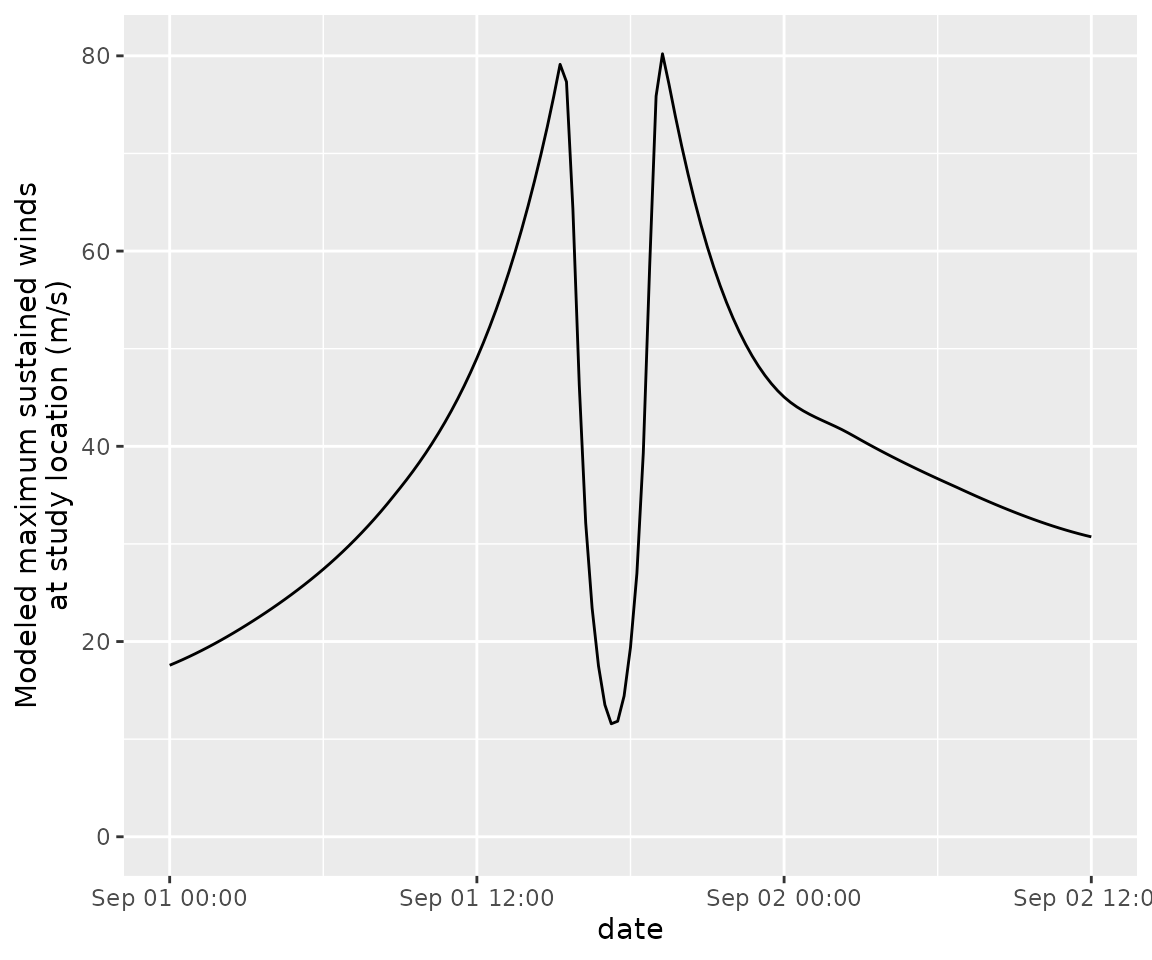 Modeled maximum sustained winds
at study location (m/s)
80
60
40
20
0
Sep 01 00:00
Sep 01 12:00
Sep 02 00:00
Sep 02 12:0
date